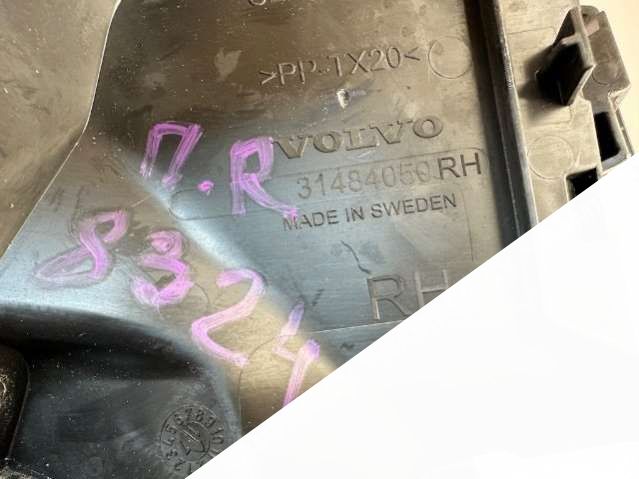 >PP-TX20<
VOLVO
31484050 RH
MADE IN SWEDEN
RH
П.R
8324